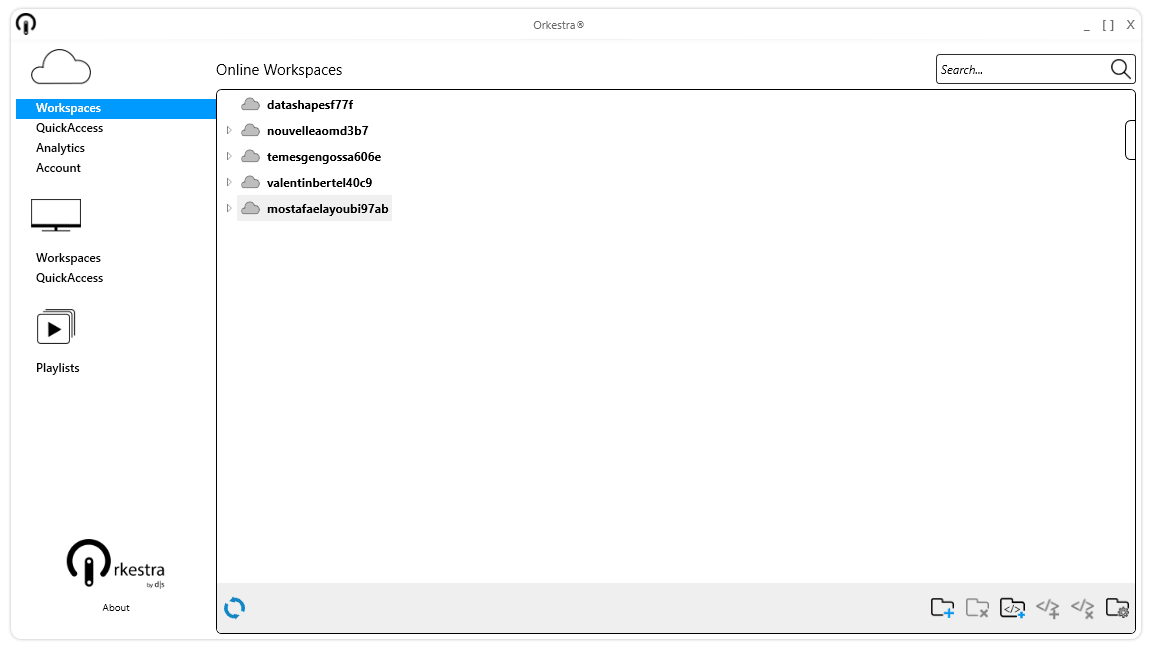 Orkestra®
_ [ ] X
Online Workspaces
Search...
Workspaces
QuickAccess
Analytics
Account
Workspaces
QuickAccess
Playlists
rkestra
by d|s
About
datashapesf77f
nouvelleaomd3b7
temesgengossa606e
valentinbertel40c9
mostafaelayoubi97ab